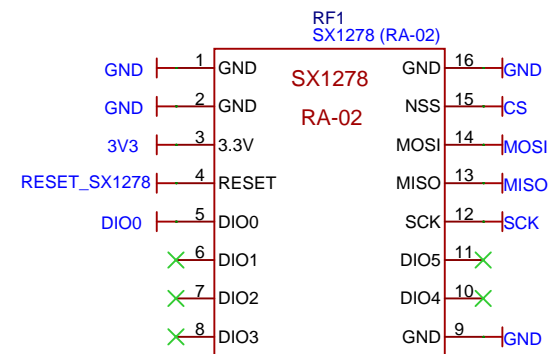 RF1
SX1278 (RA-02)
SX1278
RA-02
GND 1 GND
GND 2 GND
3V3 3 3.3V
RESET_SX1278 4 RESET
DIO0 5 DIO0
6 DIO1
7 DIO2
8 DIO3
GND 16 GND
NSS 15 CS
MOSI 14 MOSI
MISO 13 MISO
SCK 12 SCK
DIO5 11
DIO4 10
GND 9 GND